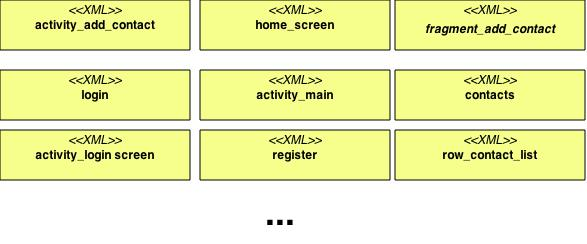 <<XML>>
activity_add_contact
<<XML>>
home_screen
<<XML>>
fragment_add_contact
<<XML>>
login
<<XML>>
activity_main
<<XML>>
contacts
<<XML>>
activity_login screen
<<XML>>
register
<<XML>>
row_contact_list
...